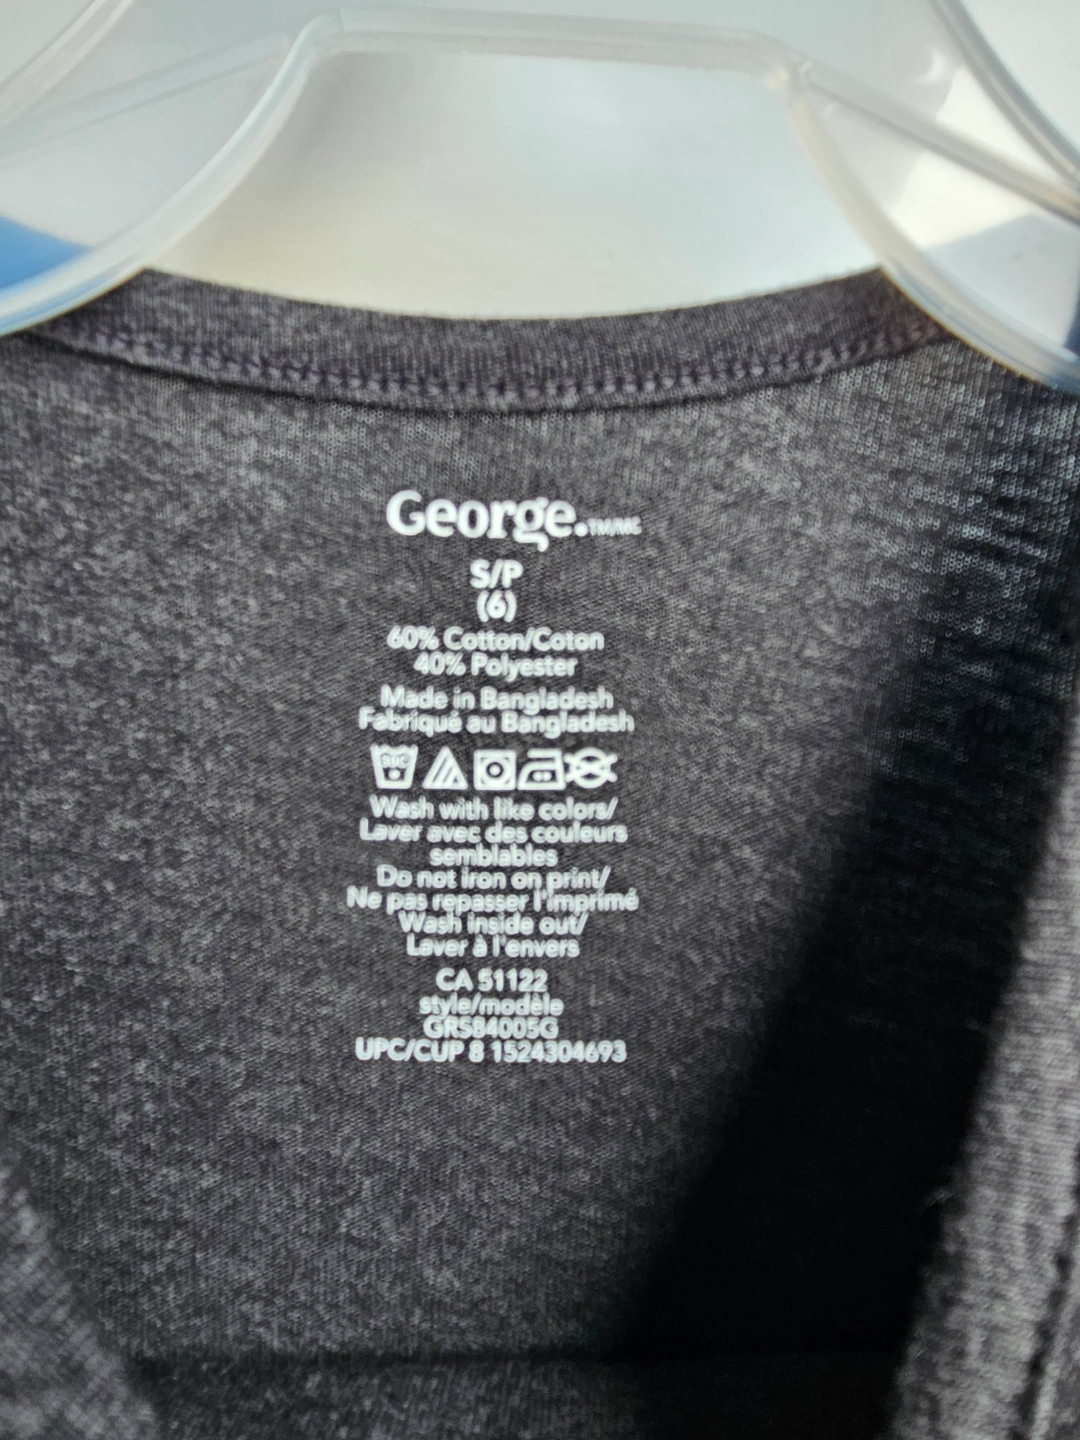 George.™/MC
S/P
(6)
60% Cotton/Coton
40% Polyester
Made in Bangladesh
Fabriqué au Bangladesh
30C
Wash with like colors/
Laver avec des couleurs
semblables
Do not iron on print/
Ne pas repasser l'imprimé
Wash inside out/
Laver à l'envers
CA 51122
style/modèle
GRS84005G
UPC/CUP 8 1524304693